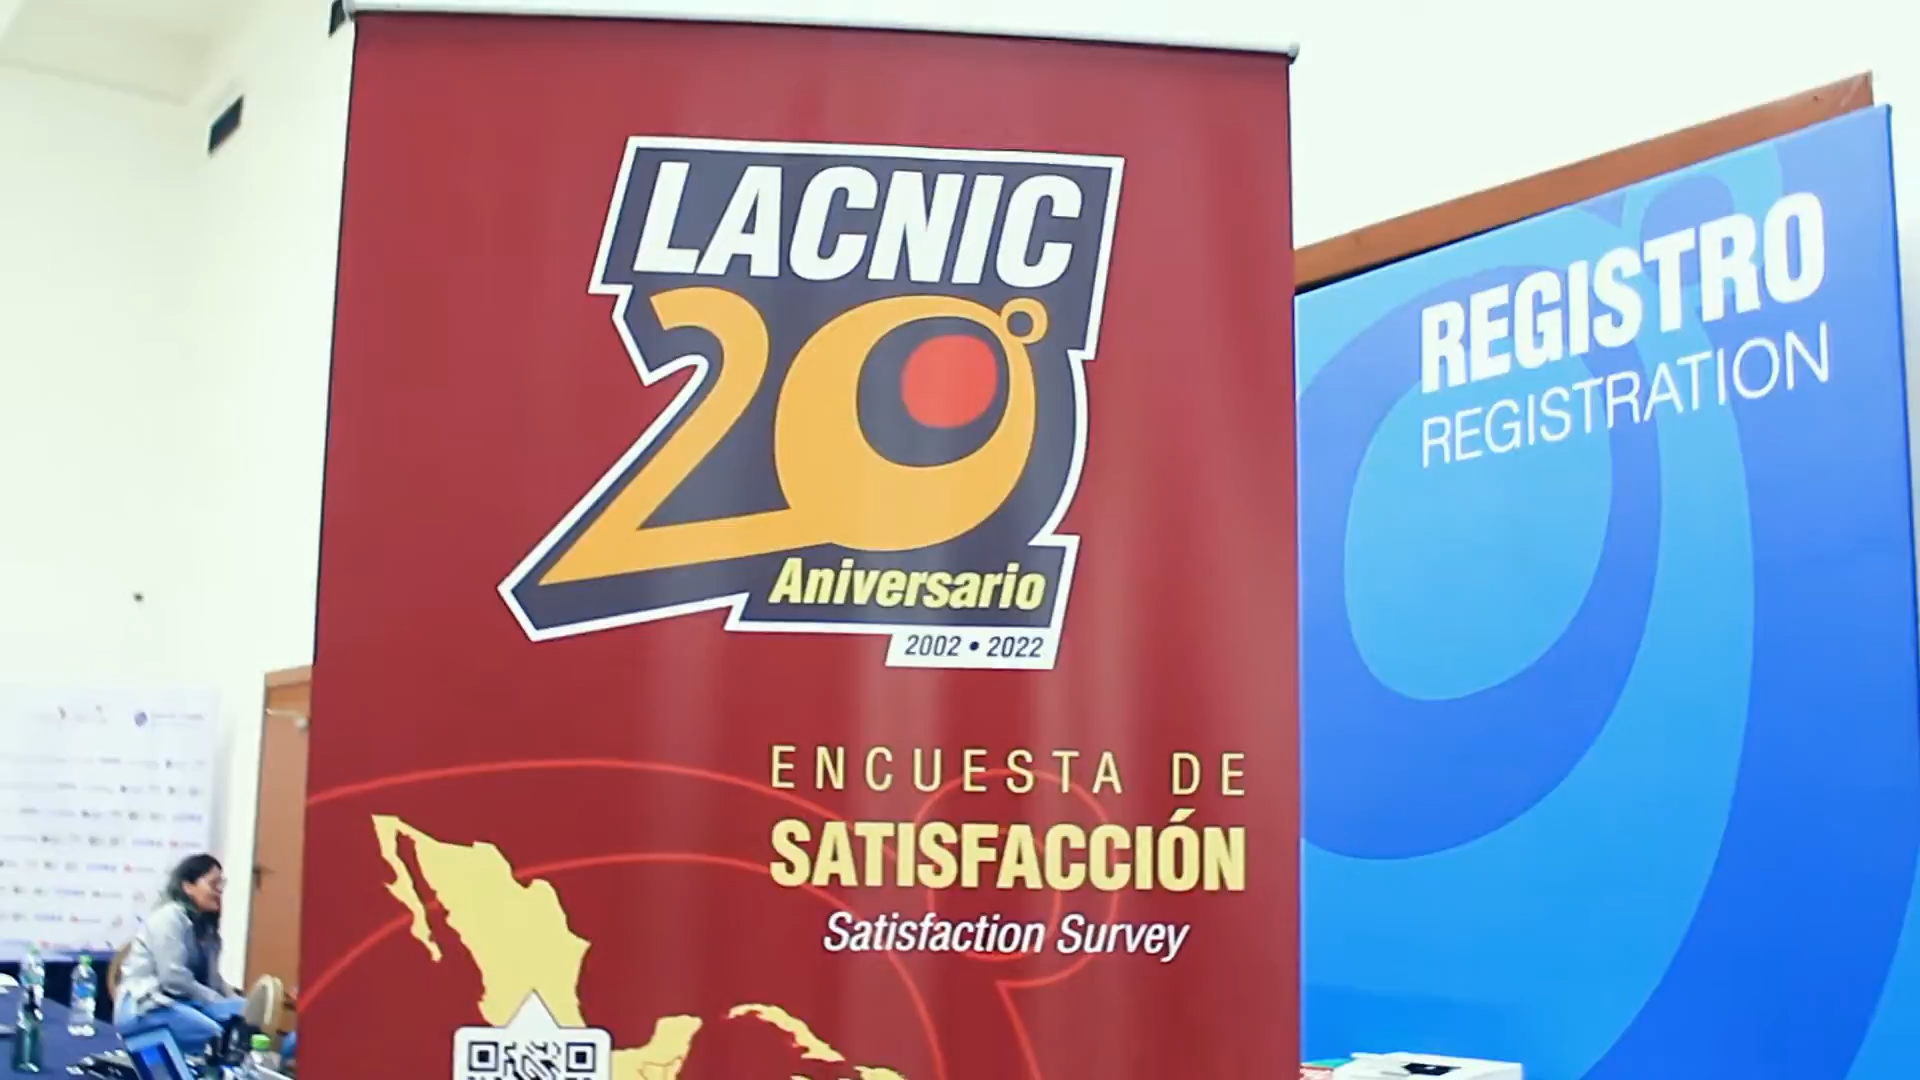 LACNIC
20°
Aniversario
2002 • 2022
ENCUESTA DE
SATISFACCIÓN
Satisfaction Survey
REGISTRO
REGISTRATION